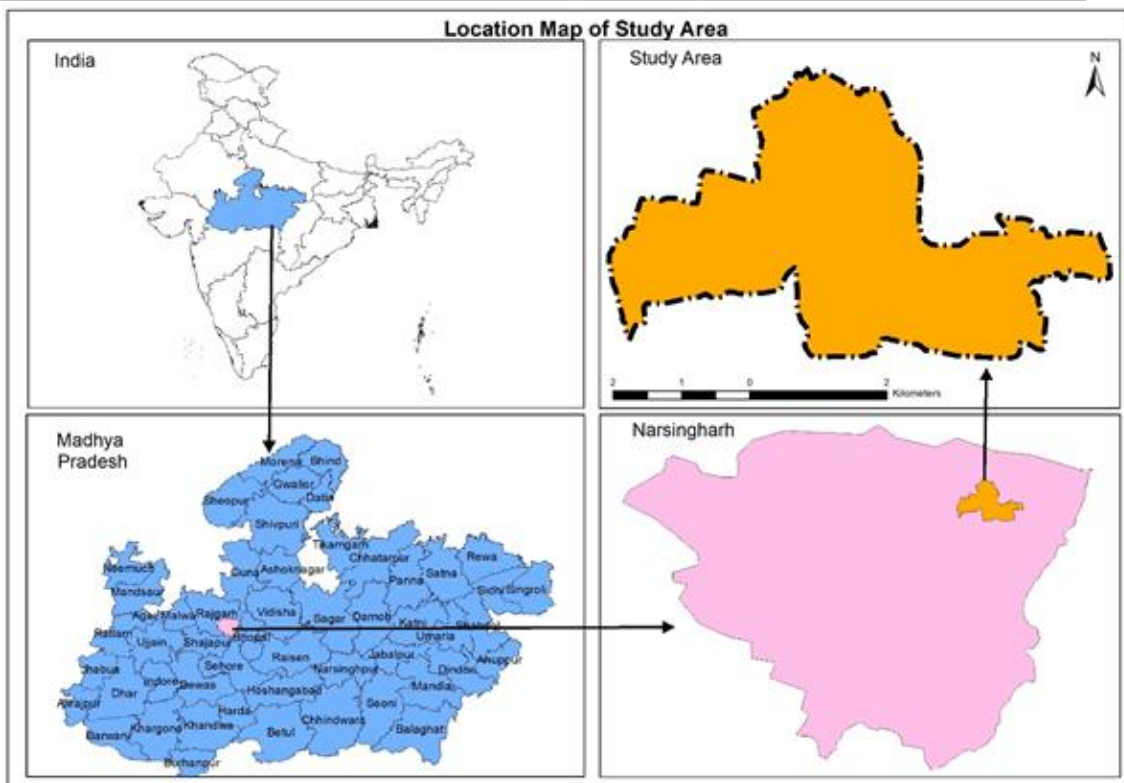 Location Map of Study Area
India
Study Area
N
2 1 0 2
Kilometers
Madhya
Pradesh
Morena Bhind
Gwalior
Sheopur Datia
Shivpuri
Tikamgarh
Chhatarpur Rewa
Guna Ashoknagar
Neemuch Panna Satna
Mandsaur Sidhi Singroli
Agar Malwa Rajgarh Vidisha Sagar Damoh Katni Shahdol
Ratlam Ujjain Shajapur Bhopal Umaria
Jhabua Sehore Raisen Narsinghpur Jabalpur Dindori Anuppur
Dhar Indore Dewas Hoshangabad Mandla
Alirajpur Harda Seoni
Barwani Khargone Khandwa Betul Chhindwara Balaghat
Burhanpur
Narsingharh